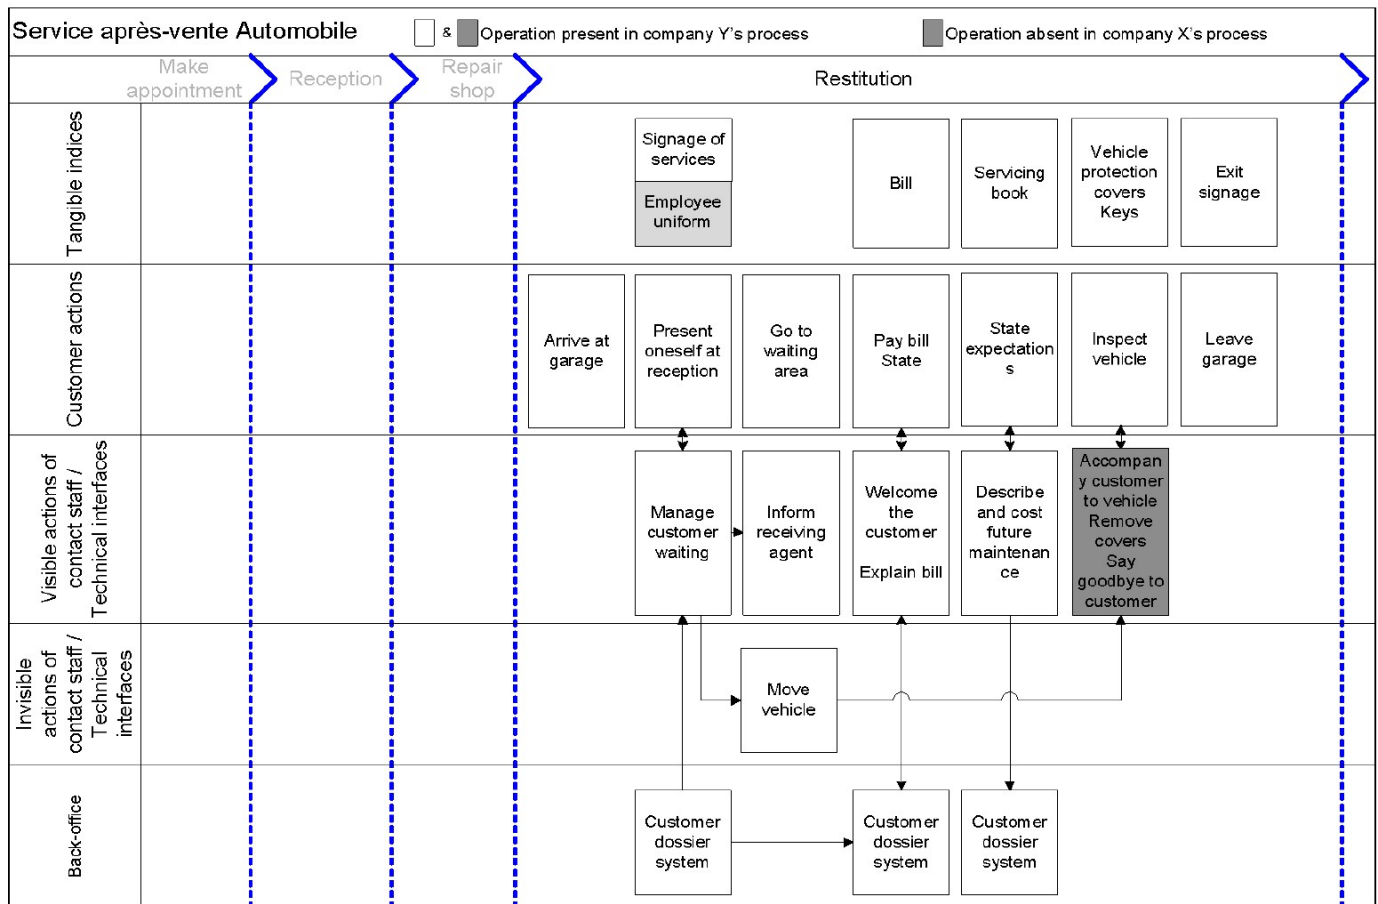 Service après-vente Automobile
& Operation present in company Y's process
Operation absent in company X's process
Make
appointment
Reception
Repair
shop
Restitution
Tangible indices
Signage of
services
Employee
uniform
Bill
Servicing
book
Vehicle
protection
covers
Keys
Exit
signage
Customer actions
Arrive at
garage
Present
oneself at
reception
Go to
waiting
area
Pay bill
State
State
expectation
s
Inspect
vehicle
Leave
garage
Visible actions of
contact staff /
Technical interfaces
Manage
customer
waiting
Inform
receiving
agent
Welcome
the
customer
Explain bill
Describe
and cost
future
maintenan
ce
Accompan
y customer
to vehicle
Remove
covers
Say
goodbye to
customer
Invisible
actions of
contact staff /
Technical
interfaces
Move
vehicle
Back-office
Customer
dossier
system
Customer
dossier
system
Customer
dossier
system